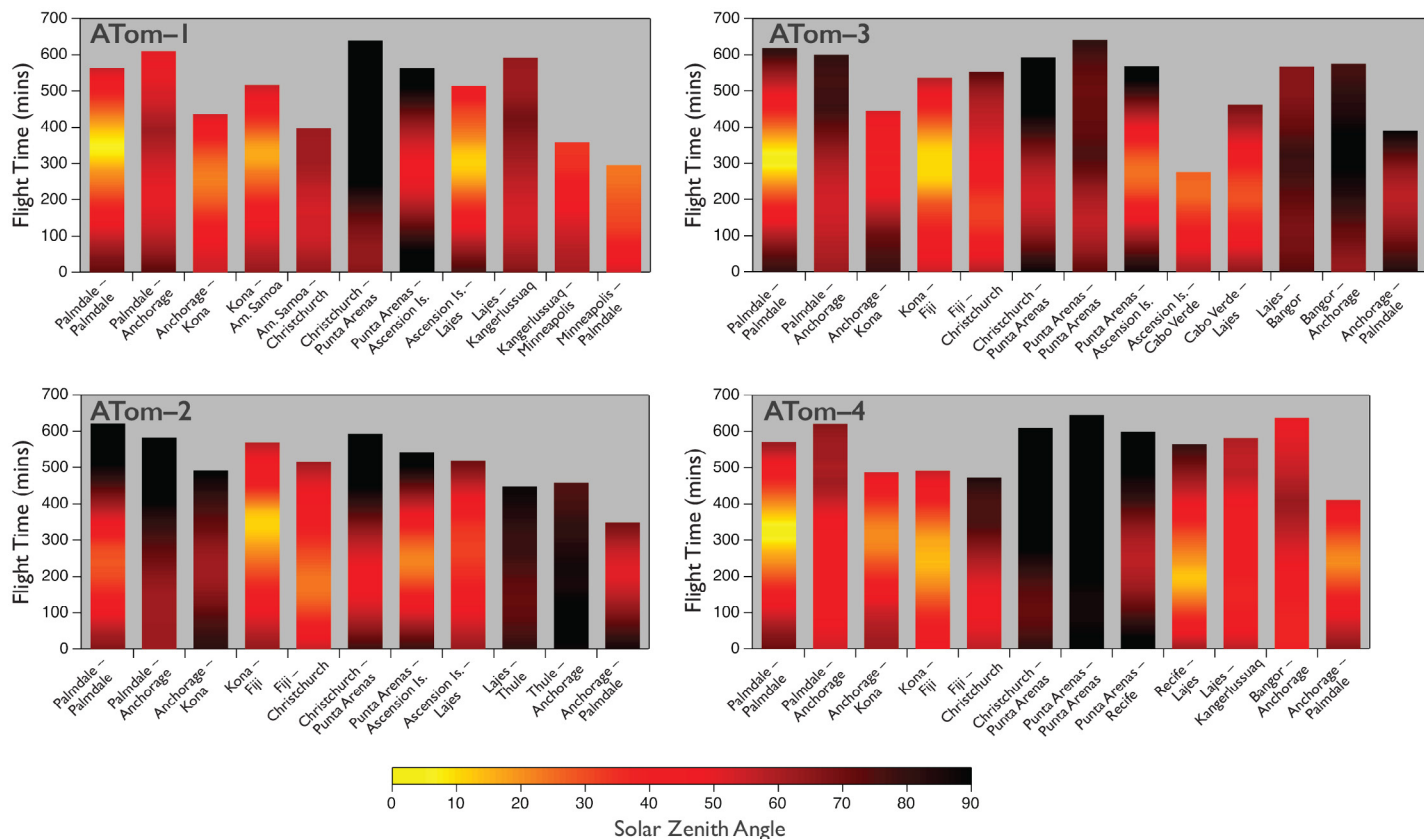 ATom–1
Flight Time (mins)
700
600
500
400
300
200
100
0
Palmdale –
Palmdale
Palmdale –
Anchorage
Anchorage –
Kona
Kona –
Am. Samoa
Am. Samoa –
Christchurch
Christchurch –
Punta Arenas
Punta Arenas –
Ascension Is.
Ascension Is. –
Lajes
Lajes –
Kangerlussuaq
Kangerlussuaq –
Minneapolis
Minneapolis –
Palmdale
ATom–3
Flight Time (mins)
700
600
500
400
300
200
100
0
Palmdale –
Palmdale
Palmdale –
Anchorage
Anchorage –
Kona
Kona –
Fiji
Fiji –
Christchurch
Christchurch –
Punta Arenas
Punta Arenas –
Punta Arenas
Punta Arenas –
Ascension Is.
Ascension Is. –
Cabo Verde
Cabo Verde –
Lajes
Lajes –
Bangor
Bangor –
Anchorage
Anchorage –
Palmdale
ATom–2
Flight Time (mins)
700
600
500
400
300
200
100
0
Palmdale –
Palmdale
Palmdale –
Anchorage
Anchorage –
Kona
Kona –
Fiji
Fiji –
Christchurch
Christchurch –
Punta Arenas
Punta Arenas –
Ascension Is.
Ascension Is. –
Lajes
Lajes –
Thule
Thule –
Anchorage
Anchorage –
Palmdale
ATom–4
Flight Time (mins)
700
600
500
400
300
200
100
0
Palmdale –
Palmdale
Palmdale –
Anchorage
Anchorage –
Kona
Kona –
Fiji
Fiji –
Christchurch
Christchurch –
Punta Arenas
Punta Arenas –
Punta Arenas
Punta Arenas –
Recife
Recife –
Lajes
Lajes –
Kangerlussuaq
Bangor –
Anchorage
Anchorage –
Palmdale
0 10 20 30 40 50 60 70 80 90
Solar Zenith Angle